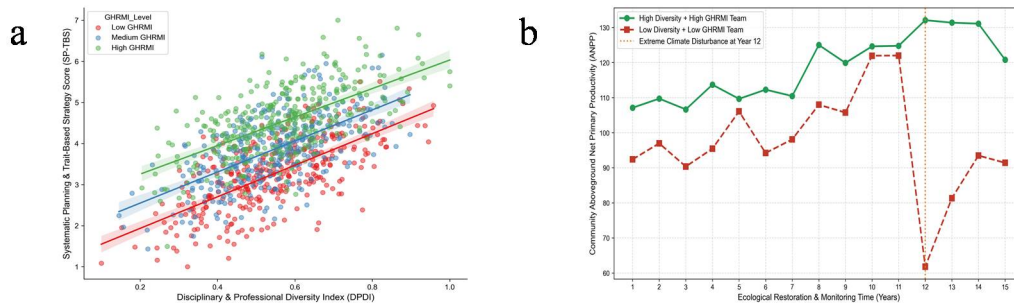 a
GHRMI_Level
Low GHRMI
Medium GHRMI
High GHRMI
Systematic Planning & Trait-Based Strategy Score (SP-TBS)
7
6
5
4
3
2
1
0.2
0.4
0.6
0.8
1.0
Disciplinary & Professional Diversity Index (DPDI)
b
High Diversity + High GHRMI Team
Low Diversity + Low GHRMI Team
Extreme Climate Disturbance at Year 12
Community Aboveground Net Primary Productivity (ANPP)
130
120
110
100
90
80
70
60
1 2 3 4 5 6 7 8 9 10 11 12 13 14 15
Ecological Restoration & Monitoring Time (Years)